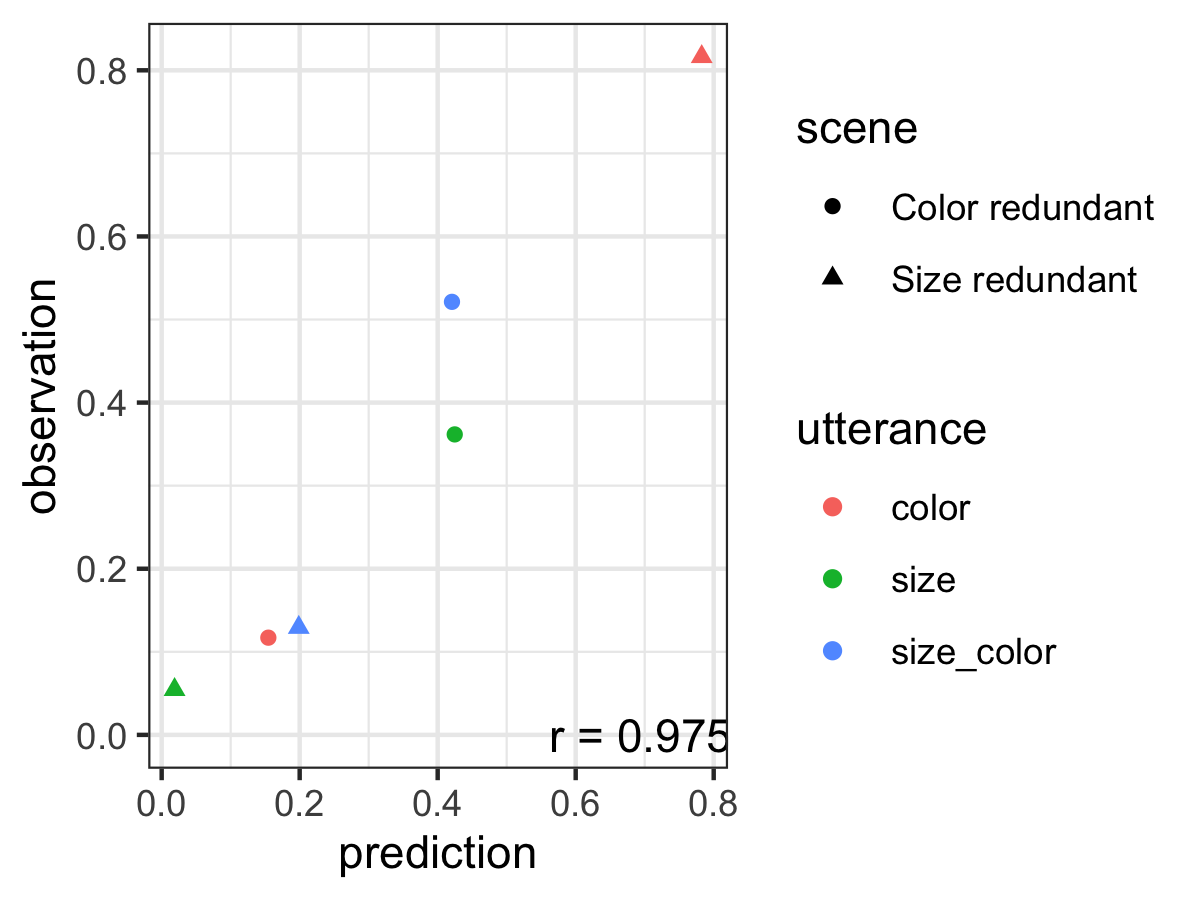 0.8
0.6
0.4
0.2
0.0
observation
0.0 0.2 0.4 0.6 0.8
prediction
r = 0.975
scene
Color redundant
Size redundant
utterance
color
size
size_color